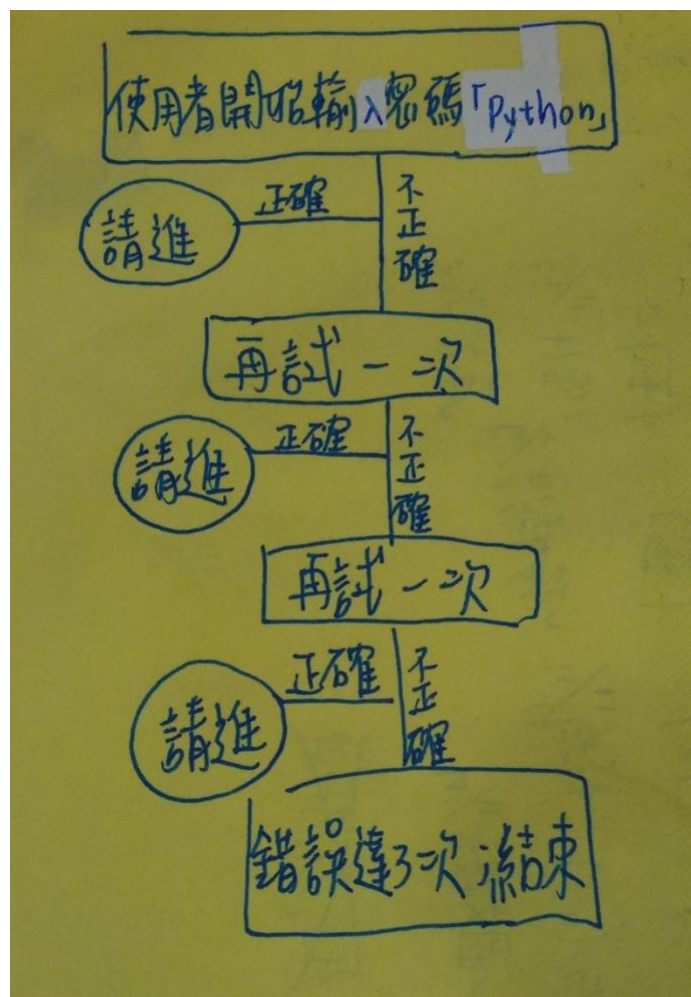 使用者開始輸入密碼「Python」
正確
不正確
請進
再試一次
正確
不正確
請進
再試一次
正確
不正確
請進
錯誤達3次 結束